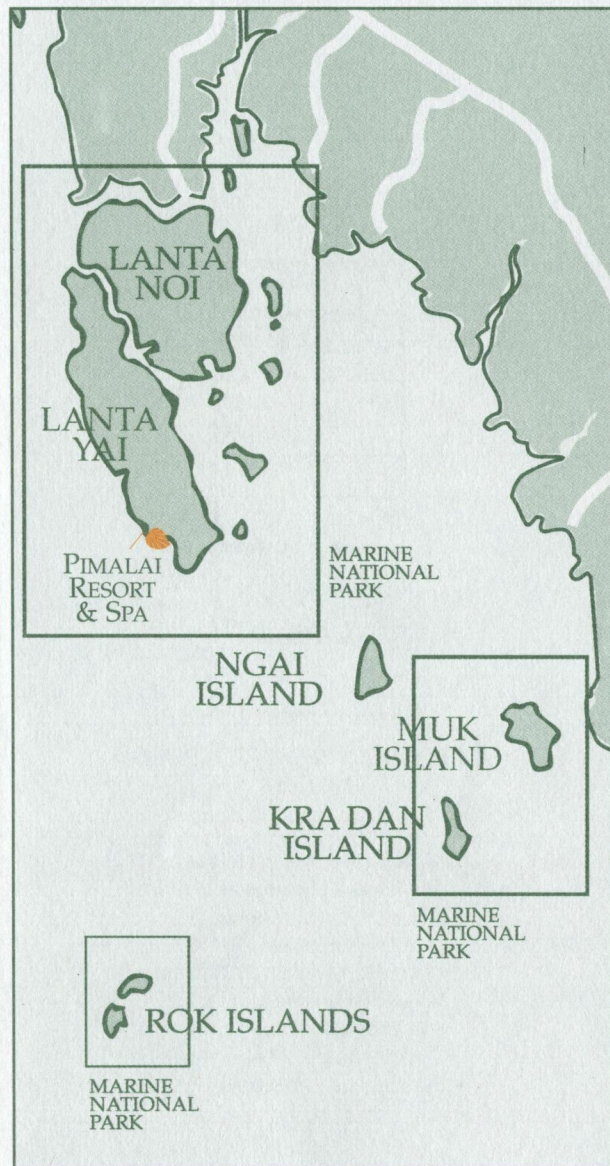 LANTA
NOI
LANTA
YAI
PIMALAI
RESORT
& SPA
MARINE
NATIONAL
PARK
NGAI
ISLAND
MUK
ISLAND
KRA DAN
ISLAND
MARINE
NATIONAL
PARK
ROK ISLANDS
MARINE
NATIONAL
PARK